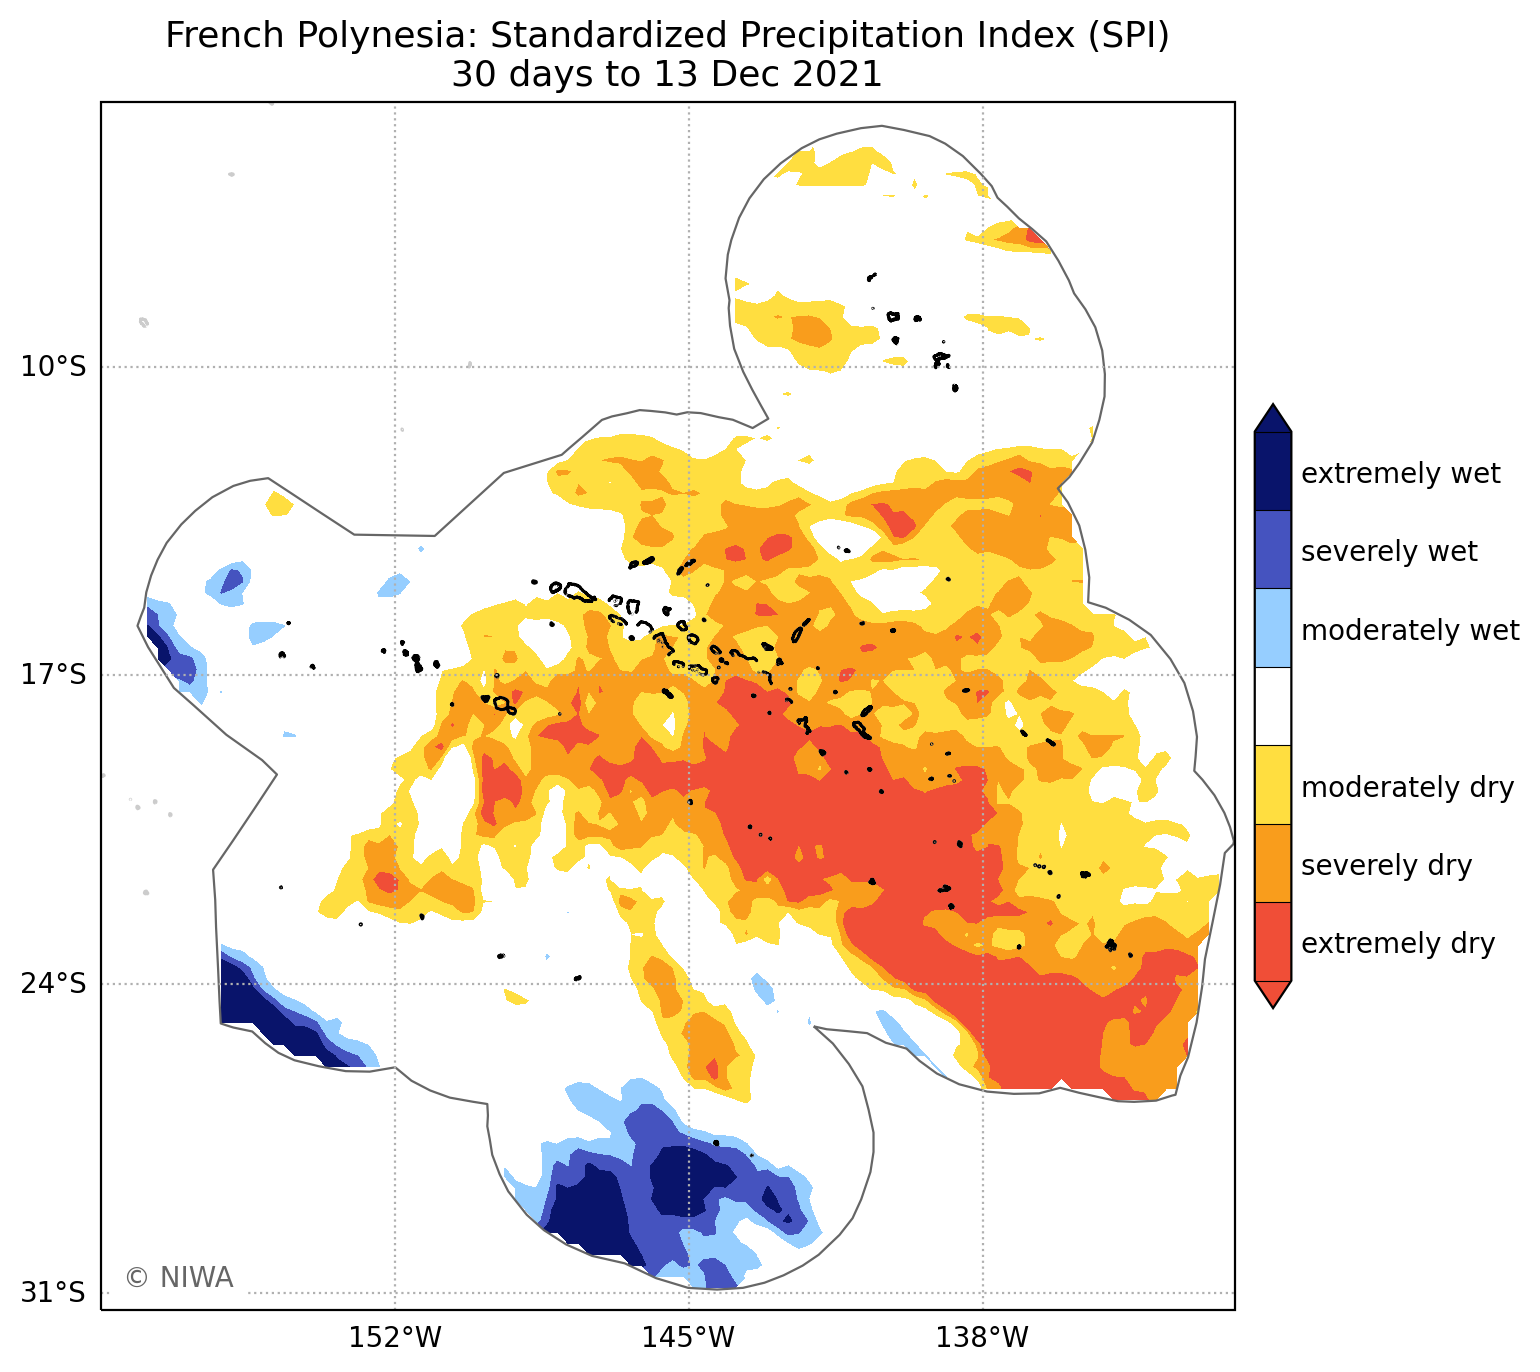 French Polynesia: Standardized Precipitation Index (SPI)
30 days to 13 Dec 2021
10°S
17°S
24°S
31°S
152°W
145°W
138°W
extremely wet
severely wet
moderately wet
moderately dry
severely dry
extremely dry
© NIWA